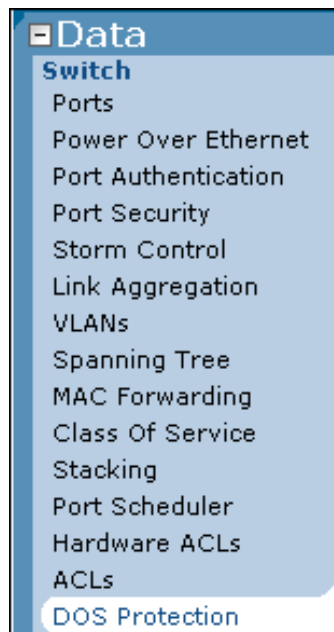 Data
Switch
Ports
Power Over Ethernet
Port Authentication
Port Security
Storm Control
Link Aggregation
VLANs
Spanning Tree
MAC Forwarding
Class Of Service
Stacking
Port Scheduler
Hardware ACLs
ACLs
DOS Protection